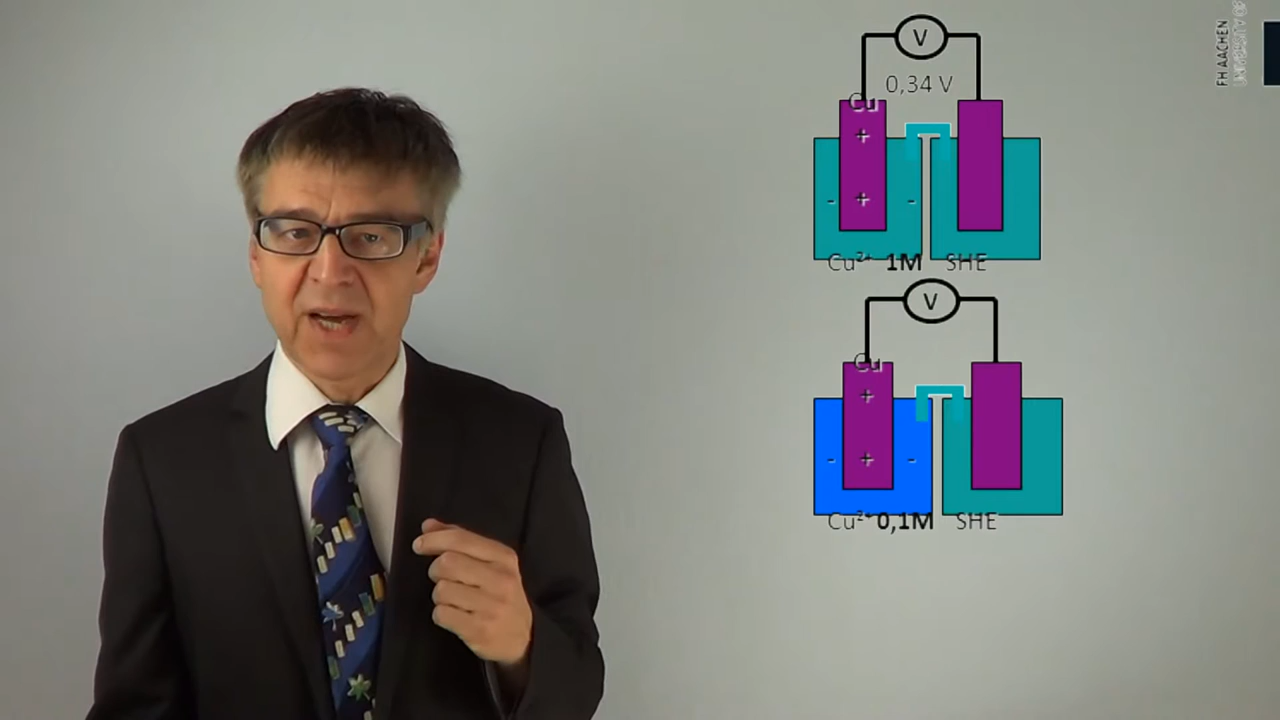 V
0,34 V
Cu
+
+
- -
Cu²⁺ 1M SHE
V
Cu
+
+
- -
Cu²⁺ 0,1M SHE
FH AACHEN